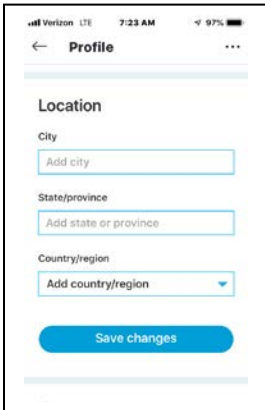 Verizon LTE 7:23 AM 97%
Profile
Location
City
Add city
State/province
Add state or province
Country/region
Add country/region
Save changes